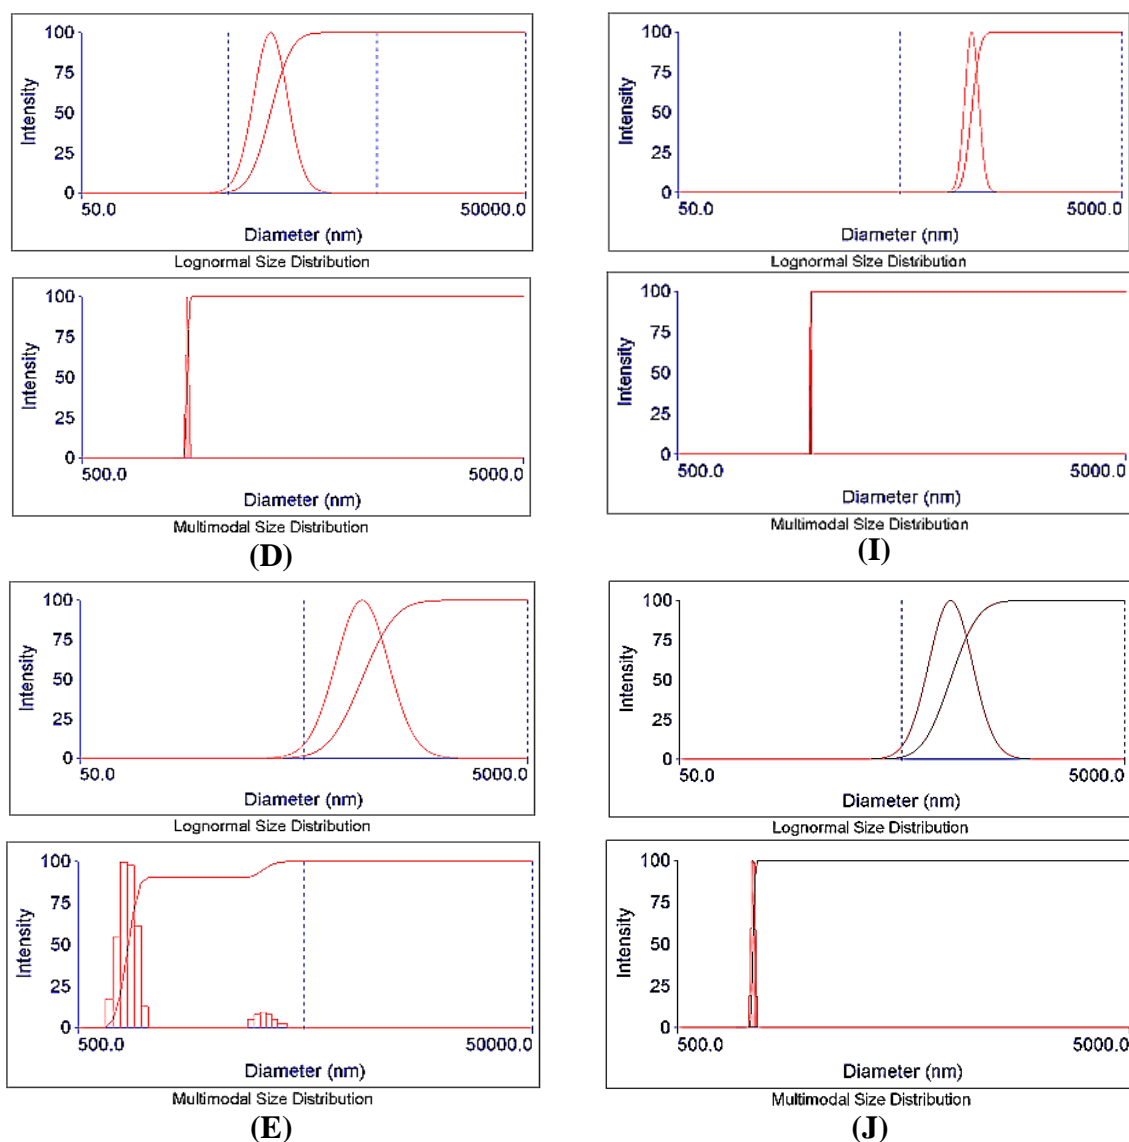 100
75
50
25
0
Intensity
50.0
50000.0
Diameter (nm)
Lognormal Size Distribution
100
75
50
25
0
Intensity
500.0
5000.0
Diameter (nm)
Multimodal Size Distribution
(D)
100
75
50
25
0
Intensity
50.0
5000.0
Diameter (nm)
Lognormal Size Distribution
100
75
50
25
0
Intensity
500.0
5000.0
Diameter (nm)
Multimodal Size Distribution
(I)
100
75
50
25
0
Intensity
50.0
5000.0
Diameter (nm)
Lognormal Size Distribution
100
75
50
25
0
Intensity
500.0
50000.0
Diameter (nm)
Multimodal Size Distribution
(E)
100
75
50
25
0
Intensity
50.0
5000.0
Diameter (nm)
Lognormal Size Distribution
100
75
50
25
0
Intensity
500.0
5000.0
Diameter (nm)
Multimodal Size Distribution
(J)